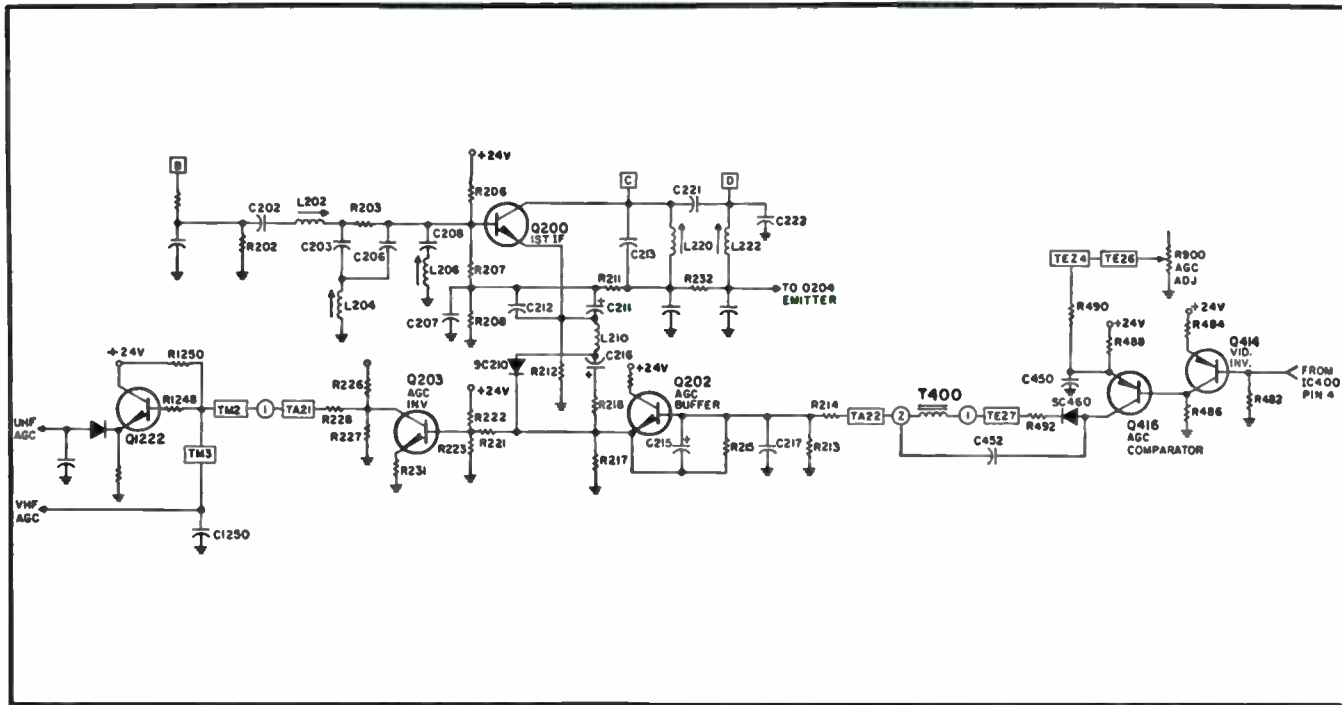 +24V
B
C
D
C221
C202
L202
R203
R206
C222
C208
Q200
1ST IF
R202
C203
C206
C213
L220
L222
L206
R207
R211
R232
L204
TO Q204
EMITTER
TEZ4
TE26
R900
AGC
ADJ
C207
C212
C211
R208
L210
R490
+24V
R484
+24V
R1250
SC210
C216
R212
+24V
R488
Q414
VID.
INV.
+24V
R226
Q203
AGC
INV
+24V
R218
Q202
AGC
BUFFER
C450
SC460
FROM
IC400
PIN 4
R1248
TM2
1
TA21
R228
R227
R222
R221
R214
TA22
2
T400
1
TE27
R492
R486
R482
UHF
AGC
Q1222
TM3
R231
R223
R217
C215
R215
C217
R213
C452
Q416
AGC
COMPARATOR
VHF
AGC
C1250